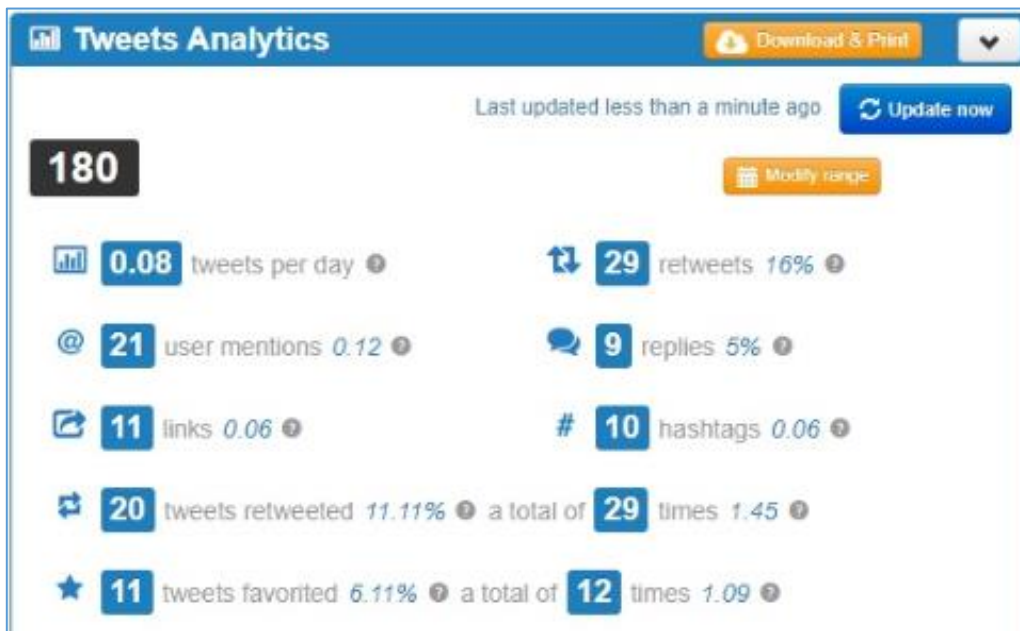 Tweets Analytics Download & Print
Last updated less than a minute ago Update now
180 Modify range
0.08 tweets per day 29 retweets 16%
@ 21 user mentions 0.12 9 replies 5%
11 links 0.06 # 10 hashtags 0.06
20 tweets retweeted 11.11% a total of 29 times 1.45
11 tweets favorited 6.11% a total of 12 times 1.09